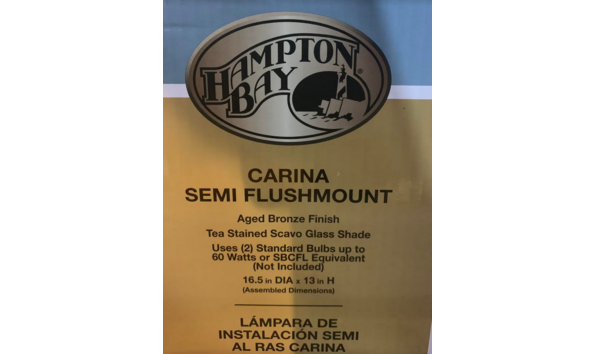 HAMPTON
BAY®
CARINA
SEMI FLUSHMOUNT
Aged Bronze Finish
Tea Stained Scavo Glass Shade
Uses (2) Standard Bulbs up to
60 Watts or SBCFL Equivalent
(Not Included)
16.5 in DIA x 13 in H
(Assembled Dimensions)
LÁMPARA DE
INSTALACIÓN SEMI
AL RAS CARINA